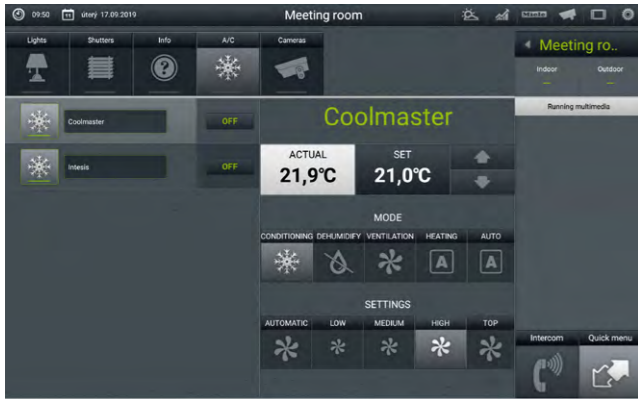 09:50 úterý 17.09.2019 Meeting room Miele
Lights Shutters Info A/C Cameras
Meeting ro..
Indoor Outdoor
Running multimedia
Coolmaster OFF
Intesis OFF
Coolmaster
ACTUAL SET
21,9°C 21,0°C
MODE
CONDITIONING DEHUMIDIFY VENTILATION HEATING AUTO
A A
SETTINGS
AUTOMATIC LOW MEDIUM HIGH TOP
Intercom Quick menu